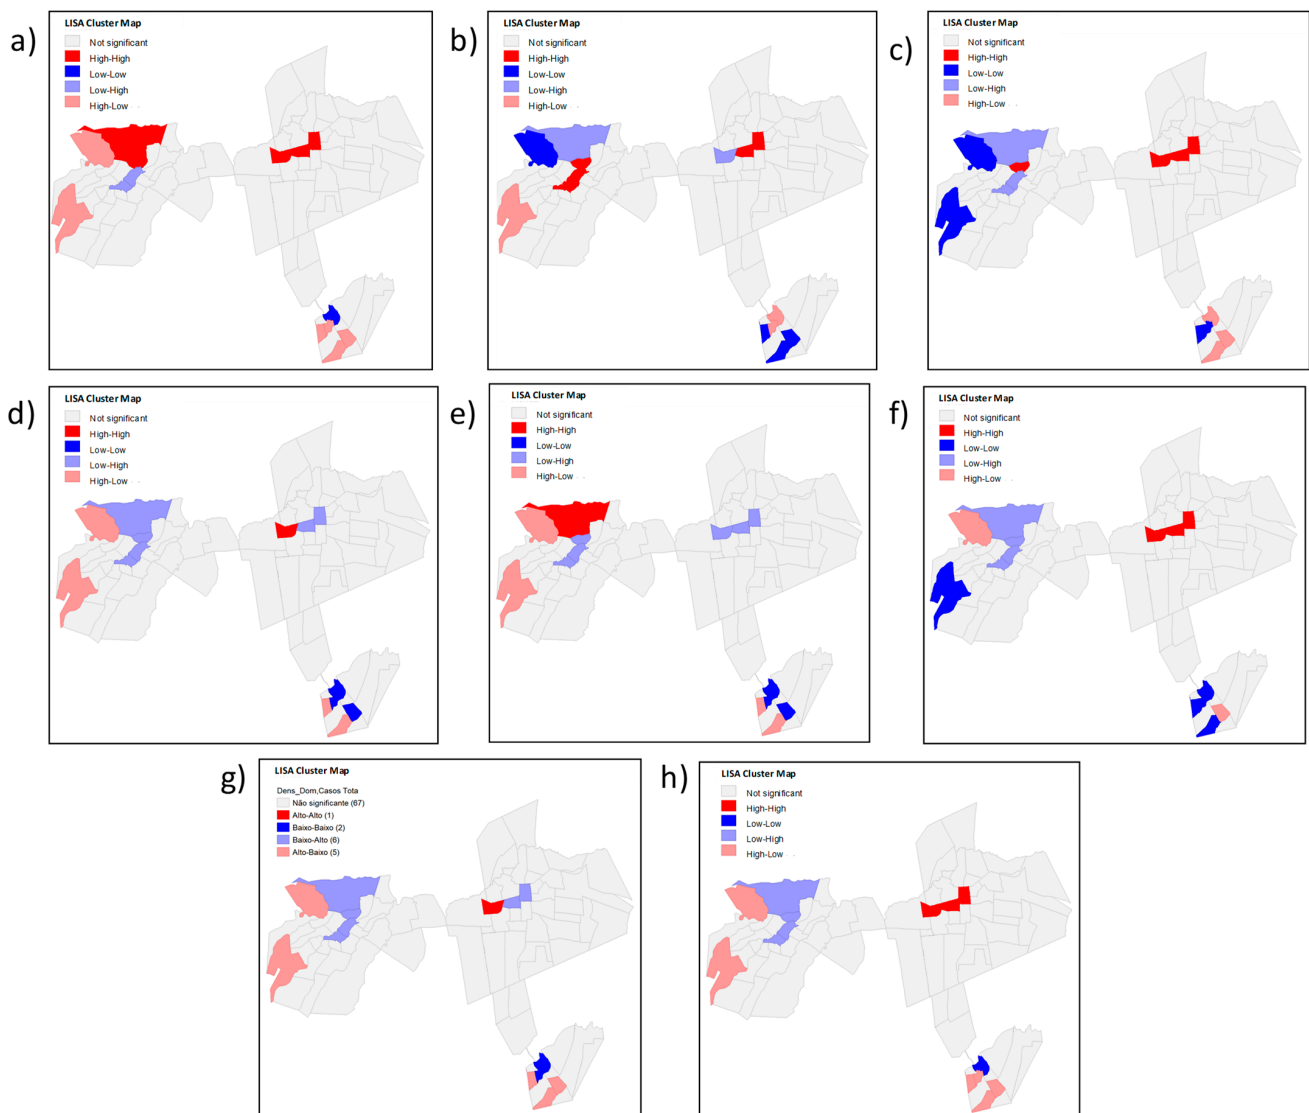 a)
LISA Cluster Map
Not significant
High-High
Low-Low
Low-High
High-Low
b)
LISA Cluster Map
Not significant
High-High
Low-Low
Low-High
High-Low
c)
LISA Cluster Map
Not significant
High-High
Low-Low
Low-High
High-Low
d)
LISA Cluster Map
Not significant
High-High
Low-Low
Low-High
High-Low
e)
LISA Cluster Map
Not significant
High-High
Low-Low
Low-High
High-Low
f)
LISA Cluster Map
Not significant
High-High
Low-Low
Low-High
High-Low
g)
LISA Cluster Map
Dens_Dom,Casos Tota
Não significante (67)
Alto-Alto (1)
Baixo-Baixo (2)
Baixo-Alto (6)
Alto-Baixo (5)
h)
LISA Cluster Map
Not significant
High-High
Low-Low
Low-High
High-Low